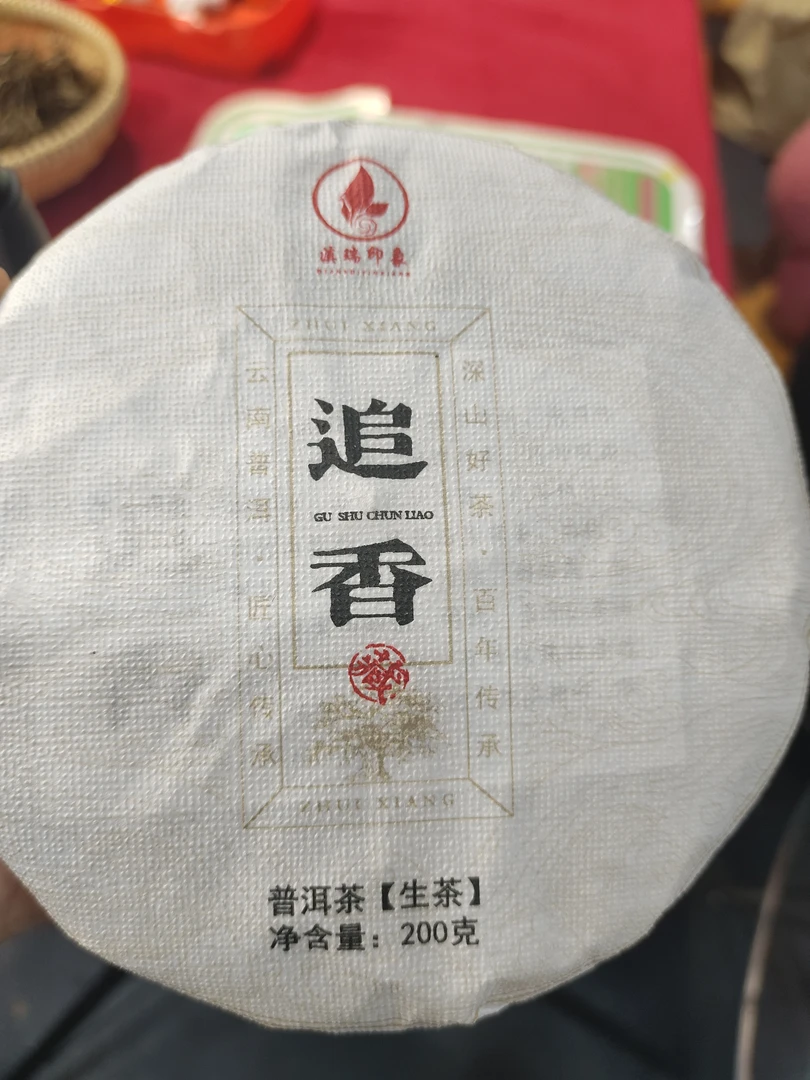 滇瑞印象
ZHUI XIANG
深山好茶·百年传承
云南普洱·匠心传承
追
GU SHU CHUN LIAO
香
ZHUI XIANG
普洱茶【生茶】
净含量：200克